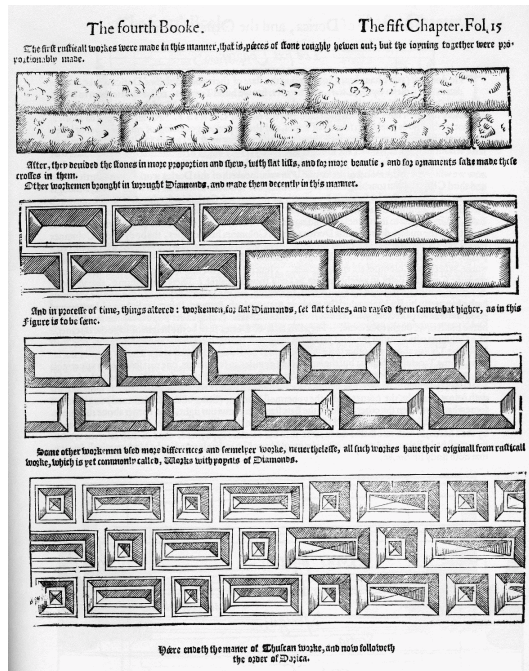 The fourth Booke. The fift Chapter. Fol, 15
The first rusticall workes were made in this manner, that is, pieces of stone roughly hewen out; but the ioyning together were pro-
portionably made.
After, they deuided the stones in more proportion and shew, with flat lists, and for more beautie, and for ornaments sake made these
crosses in them.
Other workemen brought in wrought Diamonds, and made them decently in this manner.
And in processe of time, things altered: workemen, for flat Diamonds, set flat tables, and raysed them somewhat higher, as in this
Figure is to be seene.
Some other workemen vsed more differences and seemelyer worke, neuerthelesse, all such workes haue their originall from rusticall
worke, which is yet commonly called, Works with poynts of Diamonds.
Here endeth the maner of Thuscan worke, and now followeth
the order of Dorica.